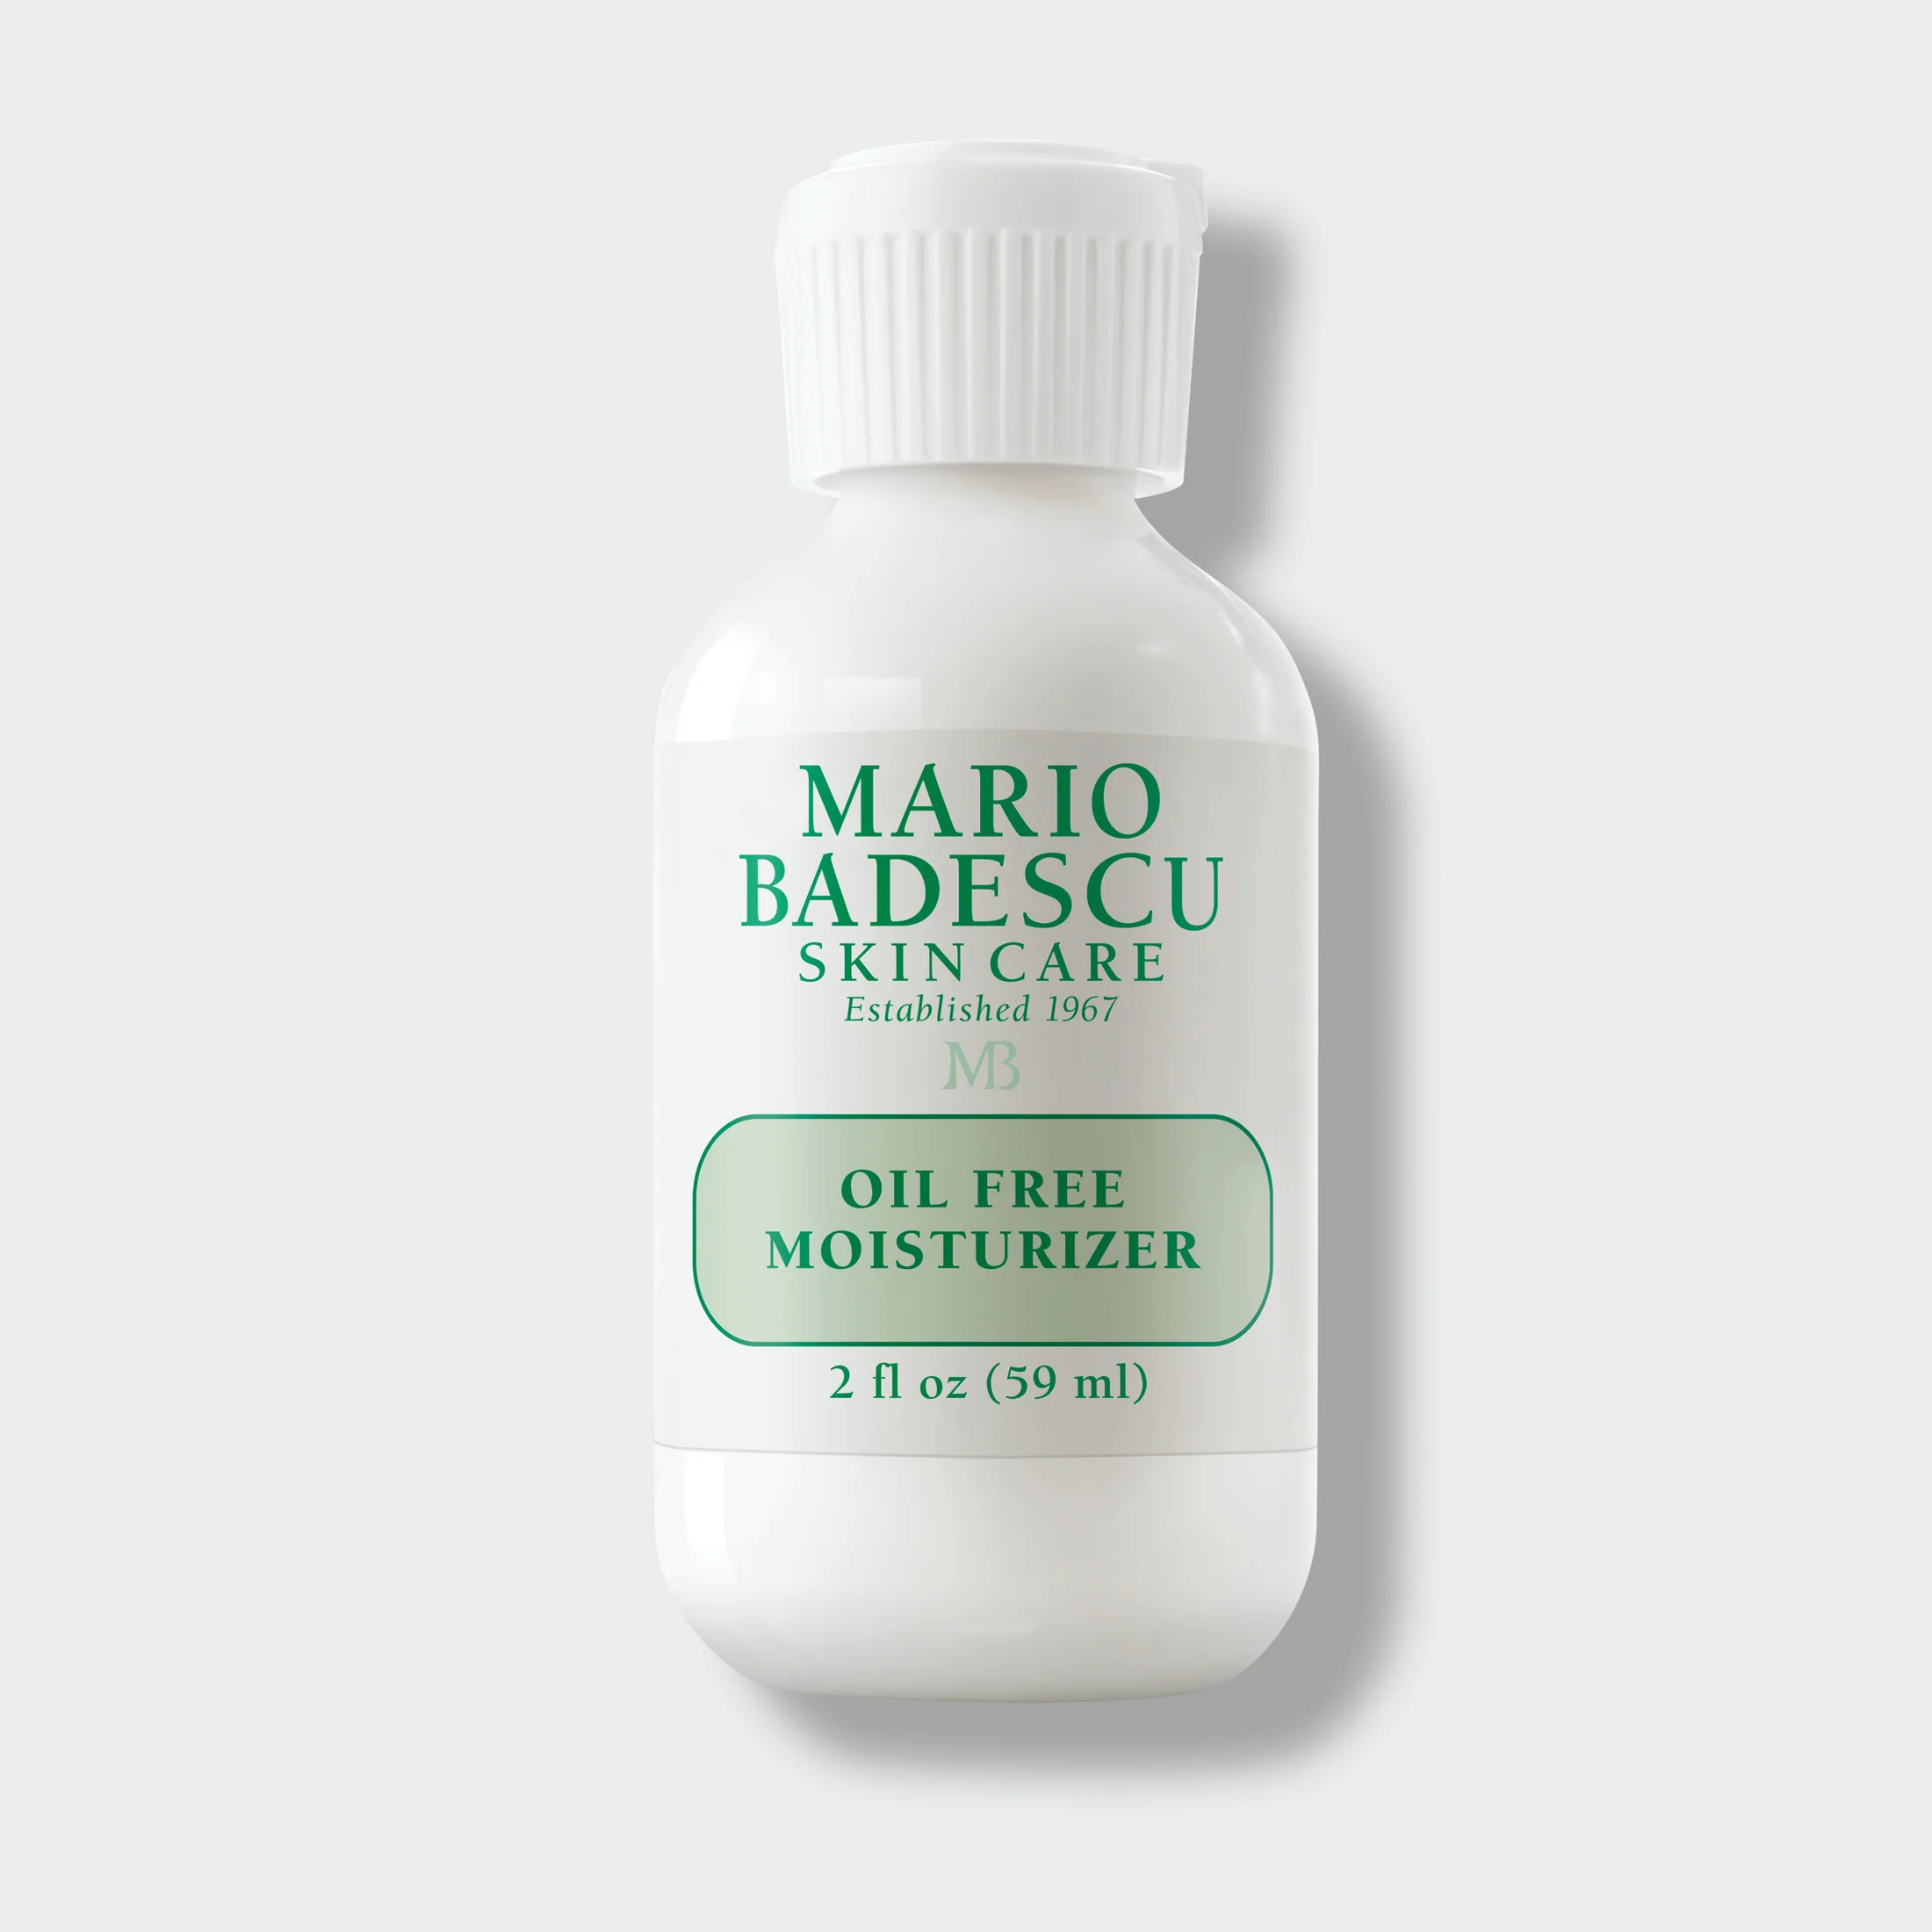 MARIO
BADESCU
SKIN CARE
Established 1967
MB
OIL FREE
MOISTURIZER
2 fl oz (59 ml)